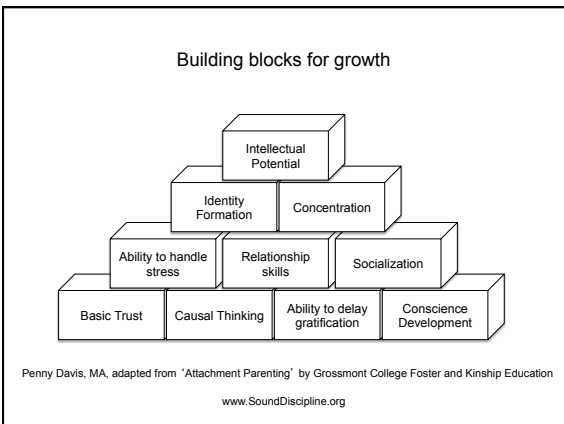 Building blocks for growth
Intellectual
Potential
Identity
Formation
Concentration
Ability to handle
stress
Relationship
skills
Socialization
Basic Trust
Causal Thinking
Ability to delay
gratification
Conscience
Development
Penny Davis, MA, adapted from ‘Attachment Parenting’ by Grossmont College Foster and Kinship Education
www.SoundDiscipline.org